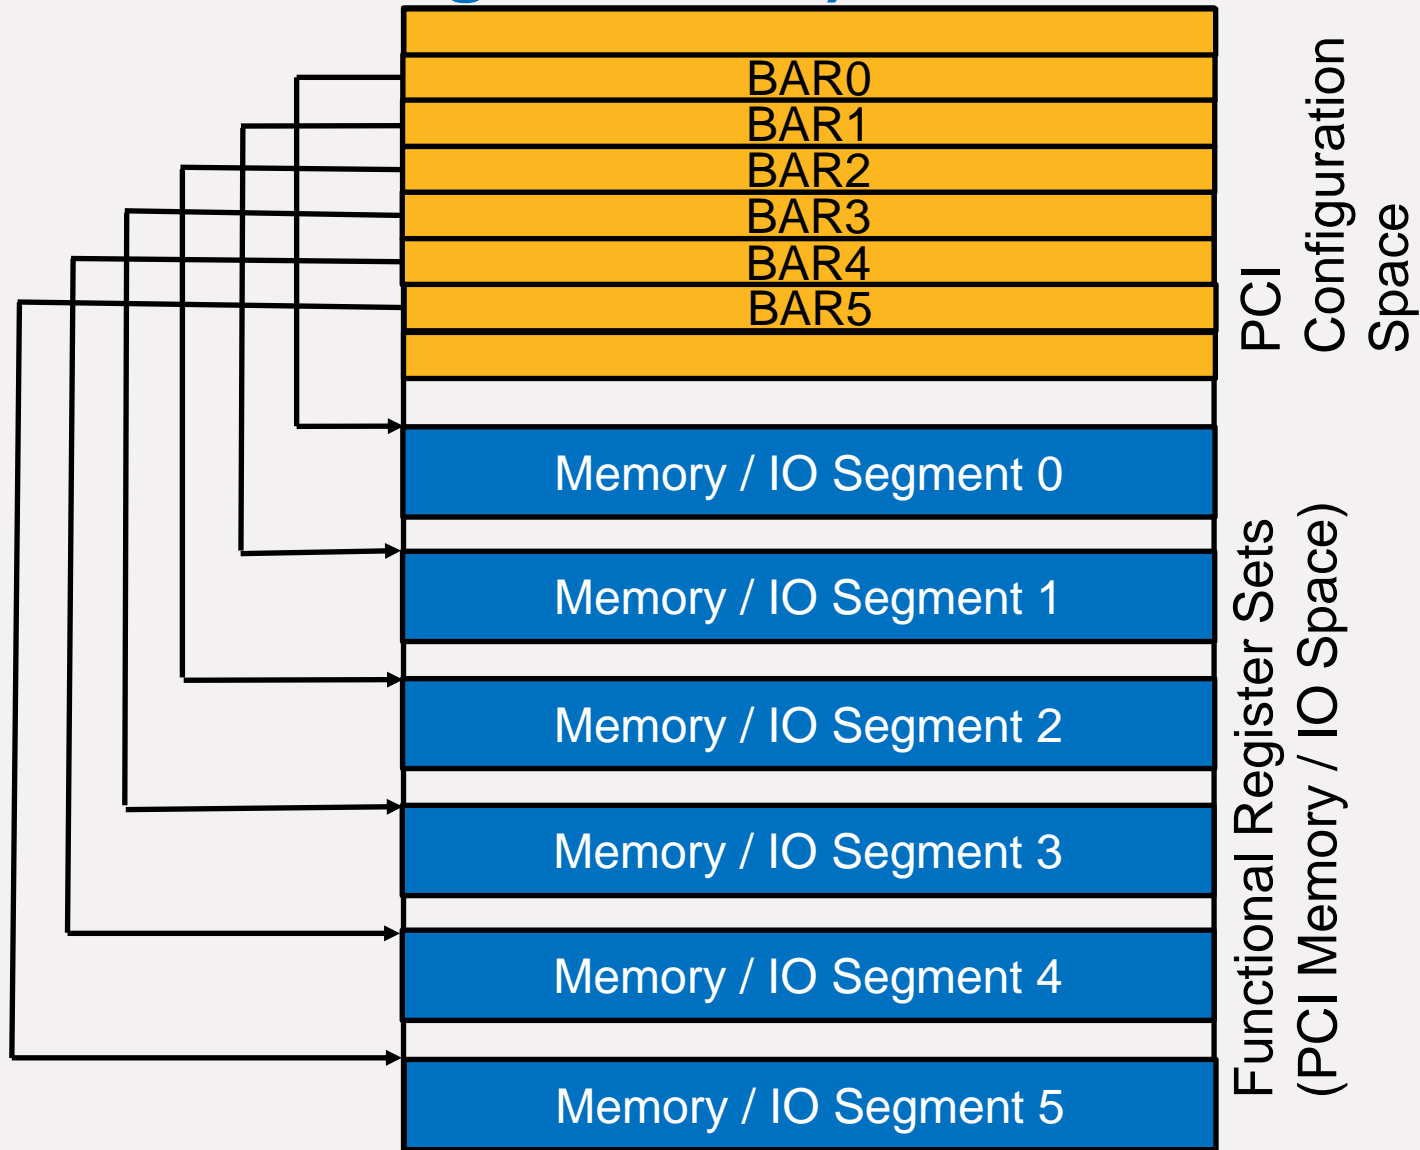 BAR0
BAR1
BAR2
BAR3
BAR4
BAR5
PCI
Configuration
Space
Memory / IO Segment 0
Memory / IO Segment 1
Memory / IO Segment 2
Memory / IO Segment 3
Memory / IO Segment 4
Memory / IO Segment 5
Functional Register Sets
(PCI Memory / IO Space)